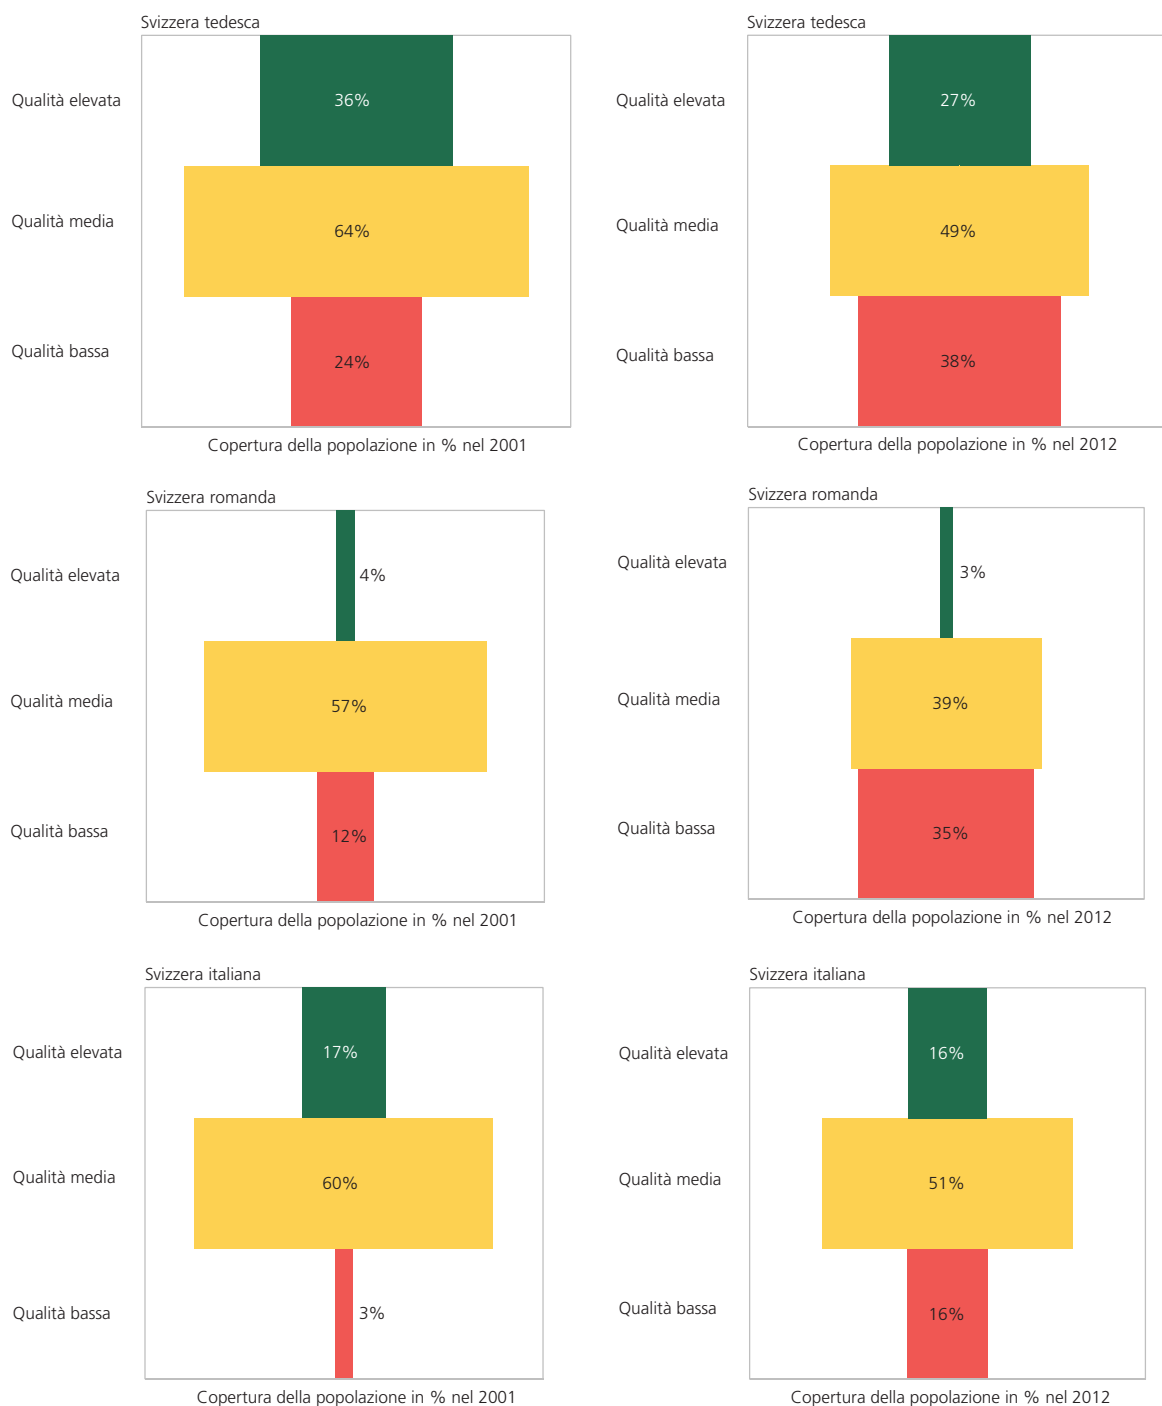 Svizzera tedesca
Qualità elevata
36%
Qualità media
64%
Qualità bassa
24%
Copertura della popolazione in % nel 2001
Svizzera tedesca
Qualità elevata
27%
Qualità media
49%
Qualità bassa
38%
Copertura della popolazione in % nel 2012
Svizzera romanda
Qualità elevata
4%
Qualità media
57%
Qualità bassa
12%
Copertura della popolazione in % nel 2001
Svizzera romanda
Qualità elevata
3%
Qualità media
39%
Qualità bassa
35%
Copertura della popolazione in % nel 2012
Svizzera italiana
Qualità elevata
17%
Qualità media
60%
Qualità bassa
3%
Copertura della popolazione in % nel 2001
Svizzera italiana
Qualità elevata
16%
Qualità media
51%
Qualità bassa
16%
Copertura della popolazione in % nel 2012